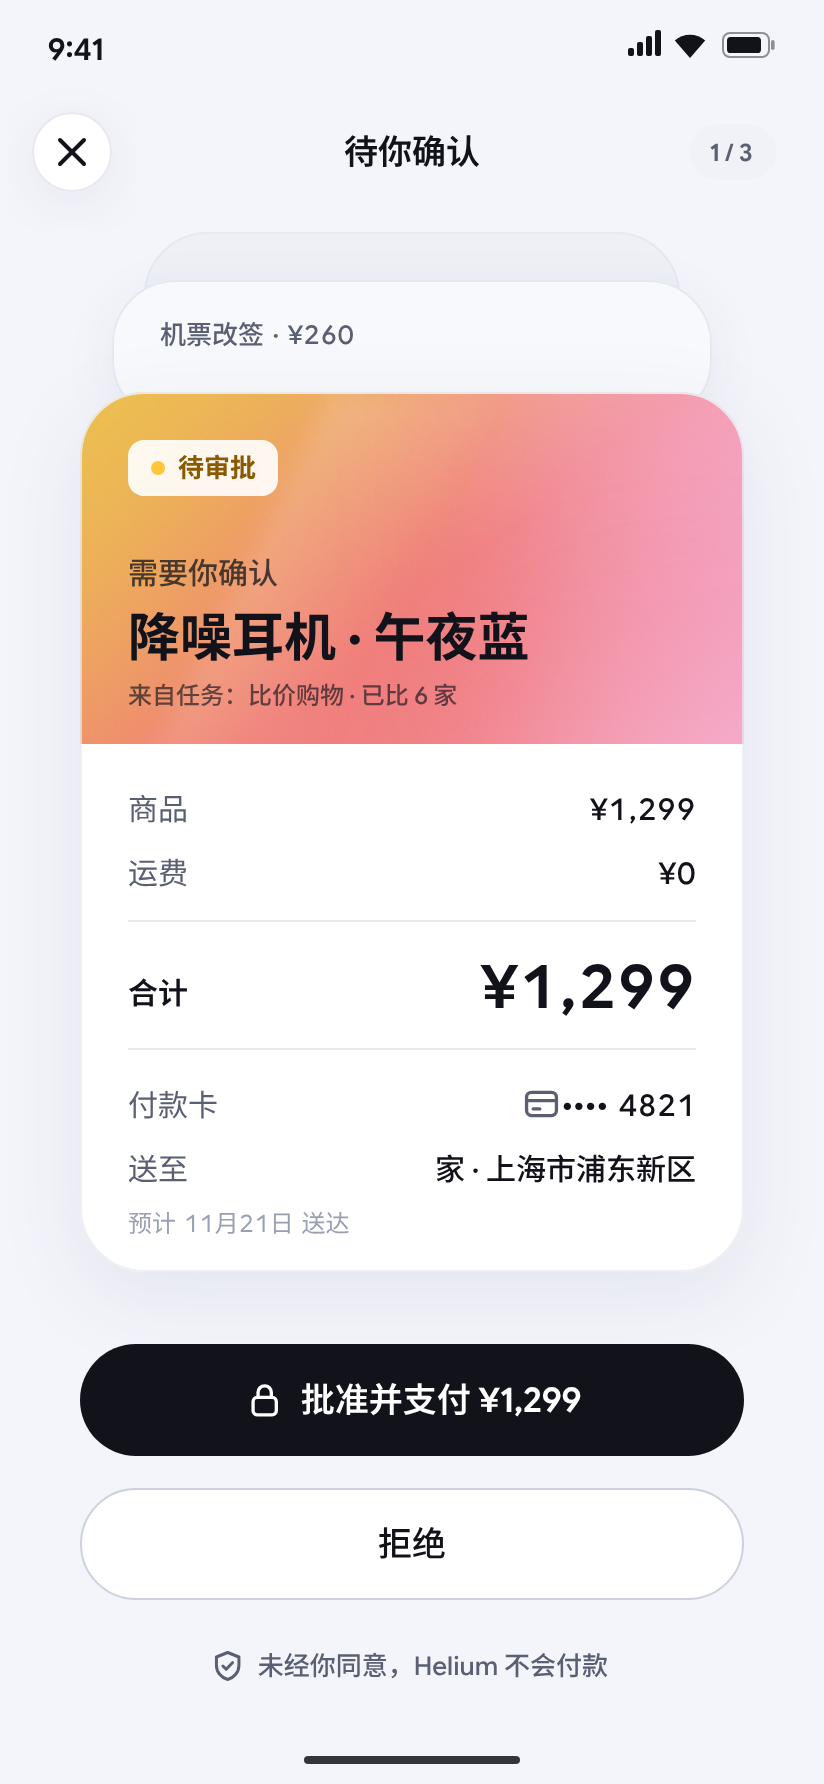 9:41
待你确认
1 / 3
机票改签 · ¥260
待审批
需要你确认
降噪耳机 · 午夜蓝
来自任务：比价购物 · 已比 6 家
商品 ¥1,299
运费 ¥0
合计 ¥1,299
付款卡 •••• 4821
送至 家 · 上海市浦东新区
预计 11月21日 送达
批准并支付 ¥1,299
拒绝
未经你同意，Helium 不会付款